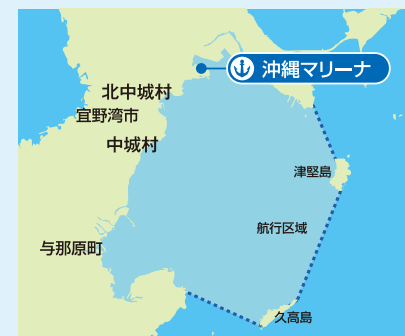 沖縄マリーナ
北中城村
宜野湾市
中城村
津堅島
航行区域
与那原町
久高島